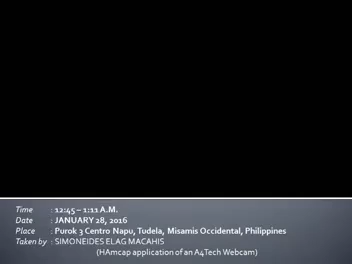 Time : 12:45 – 1:11 A.M.
Date : JANUARY 28, 2016
Place : Purok 3 Centro Napu, Tudela, Misamis Occidental, Philippines
Taken by : SIMONEIDES ELAG MACAHIS
(HAmcap application of an A4Tech Webcam)